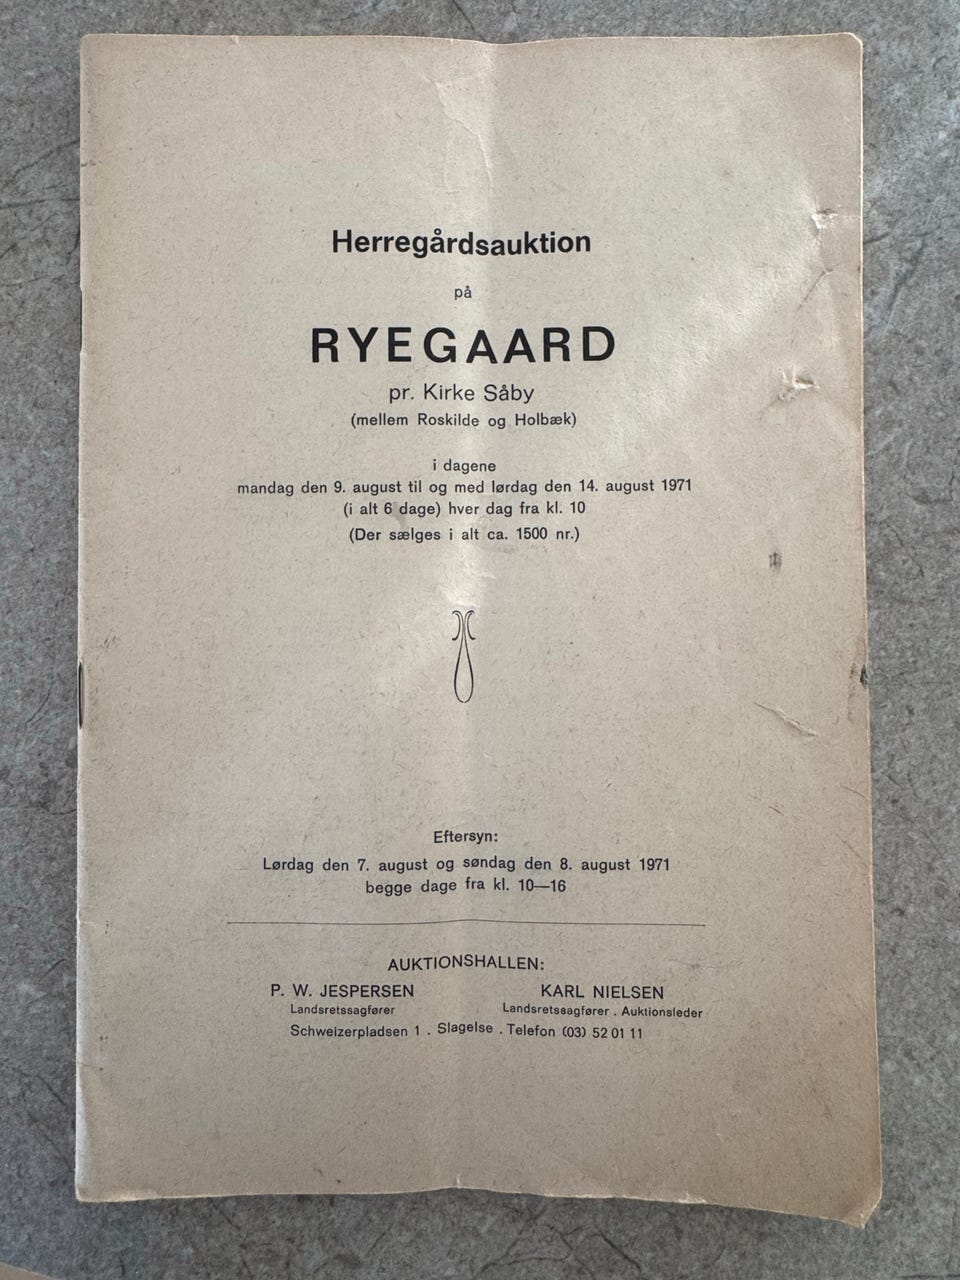 Herregårdsauktion
på
RYEGAARD
pr. Kirke Såby
(mellem Roskilde og Holbæk)
i dagene
mandag den 9. august til og med lørdag den 14. august 1971
(i alt 6 dage) hver dag fra kl. 10
(Der sælges i alt ca. 1500 nr.)
Eftersyn:
Lørdag den 7. august og søndag den 8. august 1971
begge dage fra kl. 10—16
AUKTIONSHALLEN:
P. W. JESPERSEN KARL NIELSEN
Landsretssagfører Landsretssagfører . Auktionsleder
Schweizerpladsen 1 . Slagelse . Telefon (03) 52 01 11